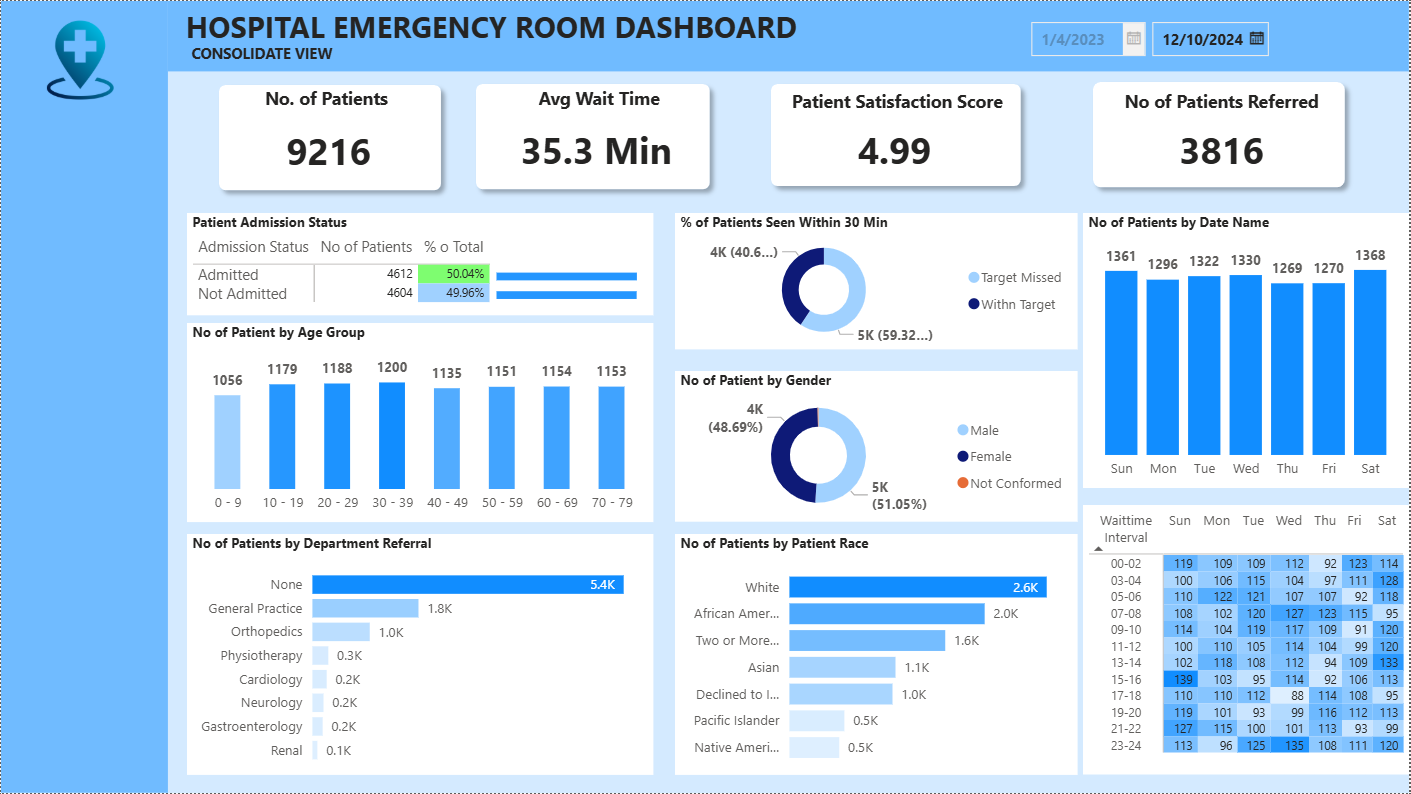 HOSPITAL EMERGENCY ROOM DASHBOARD
CONSOLIDATE VIEW
1/4/2023
12/10/2024
No. of Patients
9216
Avg Wait Time
35.3 Min
Patient Satisfaction Score
4.99
No of Patients Referred
3816
Patient Admission Status
Admission Status No of Patients % o Total
Admitted 4612 50.04%
Not Admitted 4604 49.96%
No of Patient by Age Group
1056 1179 1188 1200 1135 1151 1154 1153
0 - 9 10 - 19 20 - 29 30 - 39 40 - 49 50 - 59 60 - 69 70 - 79
No of Patients by Department Referral
None 5.4K
General Practice 1.8K
Orthopedics 1.0K
Physiotherapy 0.3K
Cardiology 0.2K
Neurology 0.2K
Gastroenterology 0.2K
Renal 0.1K
% of Patients Seen Within 30 Min
4K (40.6...)
5K (59.32...)
Target Missed
Withn Target
No of Patient by Gender
4K
(48.69%)
5K
(51.05%)
Male
Female
Not Conformed
No of Patients by Patient Race
White 2.6K
African Amer... 2.0K
Two or More... 1.6K
Asian 1.1K
Declined to I... 1.0K
Pacific Islander 0.5K
Native Ameri... 0.5K
No of Patients by Date Name
1361 1296 1322 1330 1269 1270 1368
Sun Mon Tue Wed Thu Fri Sat
Waittime Sun Mon Tue Wed Thu Fri Sat
Interval
00-02 119 109 109 112 92 123 114
03-04 100 106 115 104 97 111 128
05-06 110 122 121 107 107 92 118
07-08 108 102 120 127 123 115 95
09-10 114 104 119 117 109 91 120
11-12 100 110 105 114 104 99 120
13-14 102 118 108 112 94 109 133
15-16 139 103 95 114 92 106 113
17-18 110 110 112 88 114 108 95
19-20 119 101 93 99 116 112 113
21-22 127 115 100 101 113 93 99
23-24 113 96 125 135 108 111 120